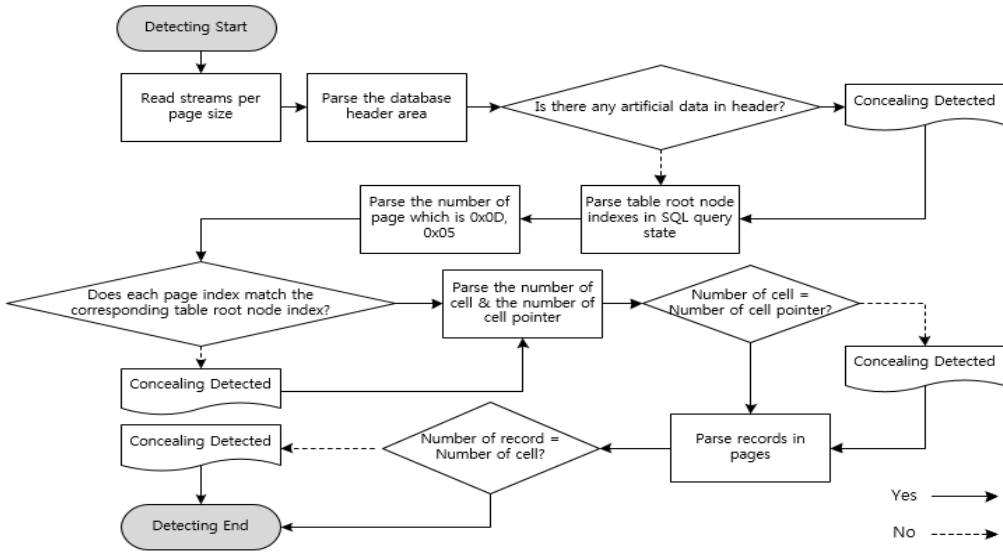 Detecting Start
Read streams per
page size
Parse the database
header area
Is there any artificial data in header?
Concealing Detected
Parse the number of
page which is 0x0D,
0x05
Parse table root node
indexes in SQL query
state
Does each page index match the
corresponding table root node index?
Parse the number of
cell & the number of
cell pointer
Number of cell =
Number of cell pointer?
Concealing Detected
Concealing Detected
Concealing Detected
Number of record =
Number of cell?
Parse records in
pages
Detecting End
Yes
No